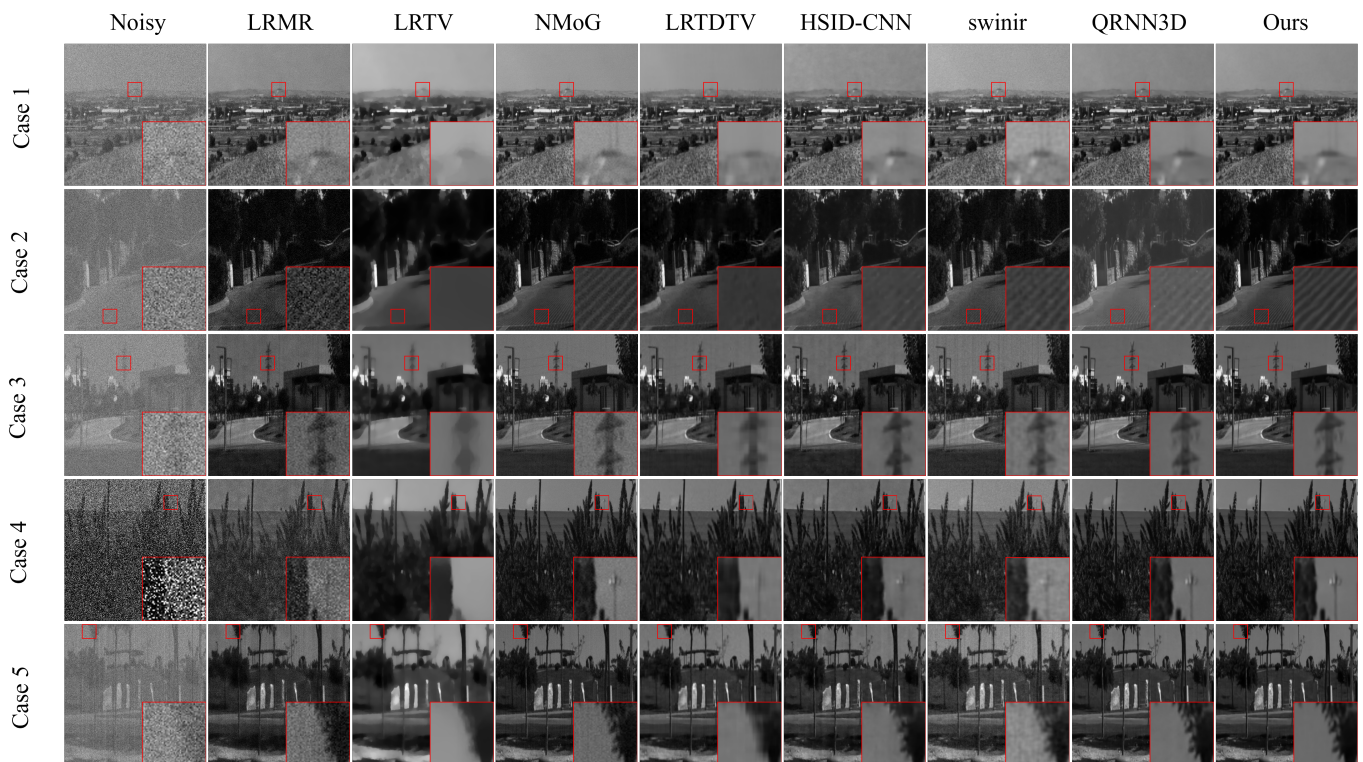 Noisy LRMR LRTV NMoG LRTDTV HSID-CNN swinir QRNN3D Ours
Case 1
Case 2
Case 3
Case 4
Case 5